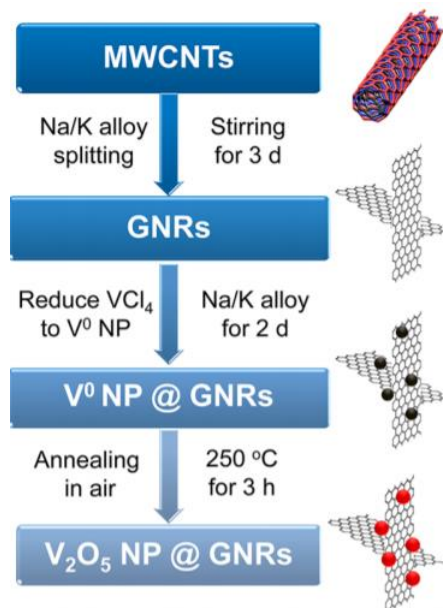 MWCNTs
Na/K alloy Stirring
splitting for 3 d
GNRs
Reduce VCl₄ Na/K alloy
to V⁰ NP for 2 d
V⁰ NP @ GNRs
Annealing 250 °C
in air for 3 h
V₂O₅ NP @ GNRs